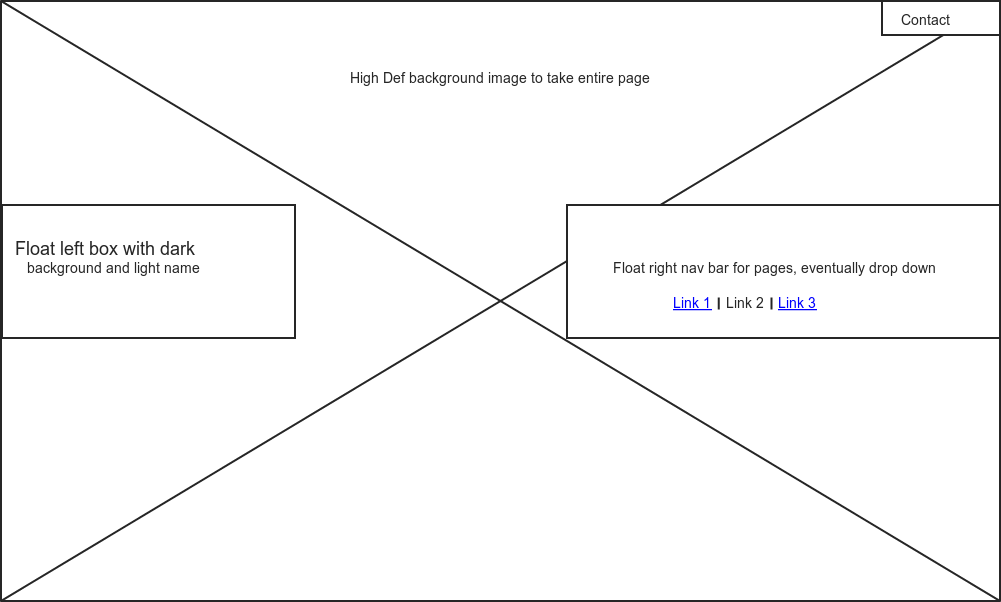 Contact
High Def background image to take entire page
Float left box with dark
background and light name
Float right nav bar for pages, eventually drop down
Link 1 | Link 2 | Link 3